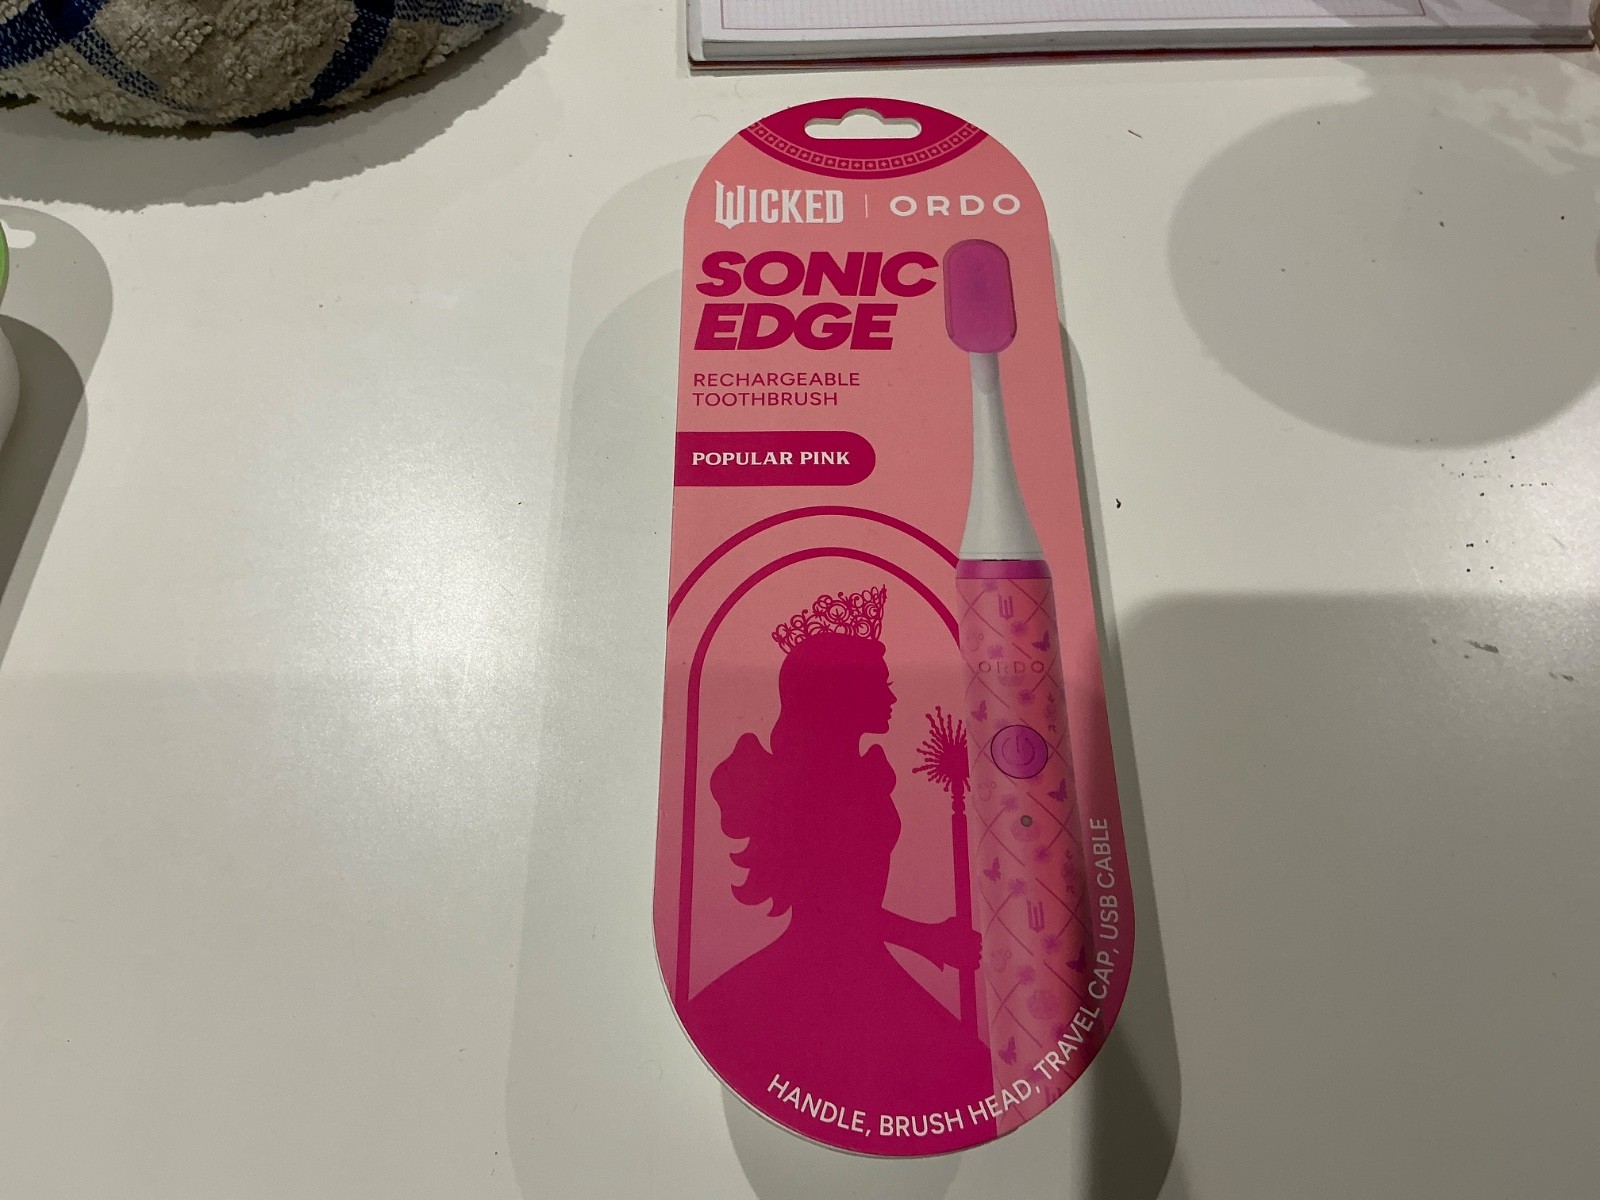 WICKED | ORDO
SONIC
EDGE
RECHARGEABLE
TOOTHBRUSH
POPULAR PINK
ORDO
HANDLE, BRUSH HEAD, TRAVEL CAP, USB CABLE